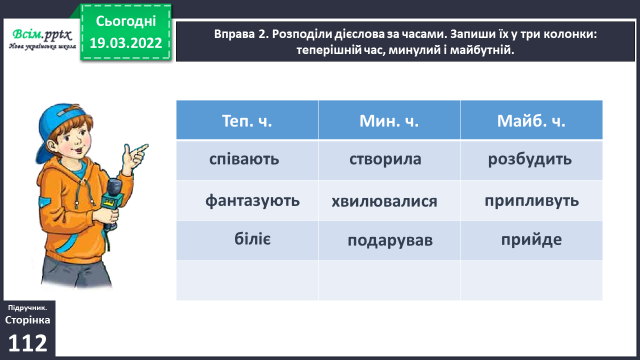 Всім.pptx
Нова українська школа
Сьогодні
19.03.2022
Вправа 2. Розподіли дієслова за часами. Запиши їх у три колонки:
теперішній час, минулий і майбутній.
Теп. ч. Мин. ч. Майб. ч.
співають створила розбудить
фантазують хвилювалися припливуть
біліє подарував прийде
Підручник.
Сторінка
112